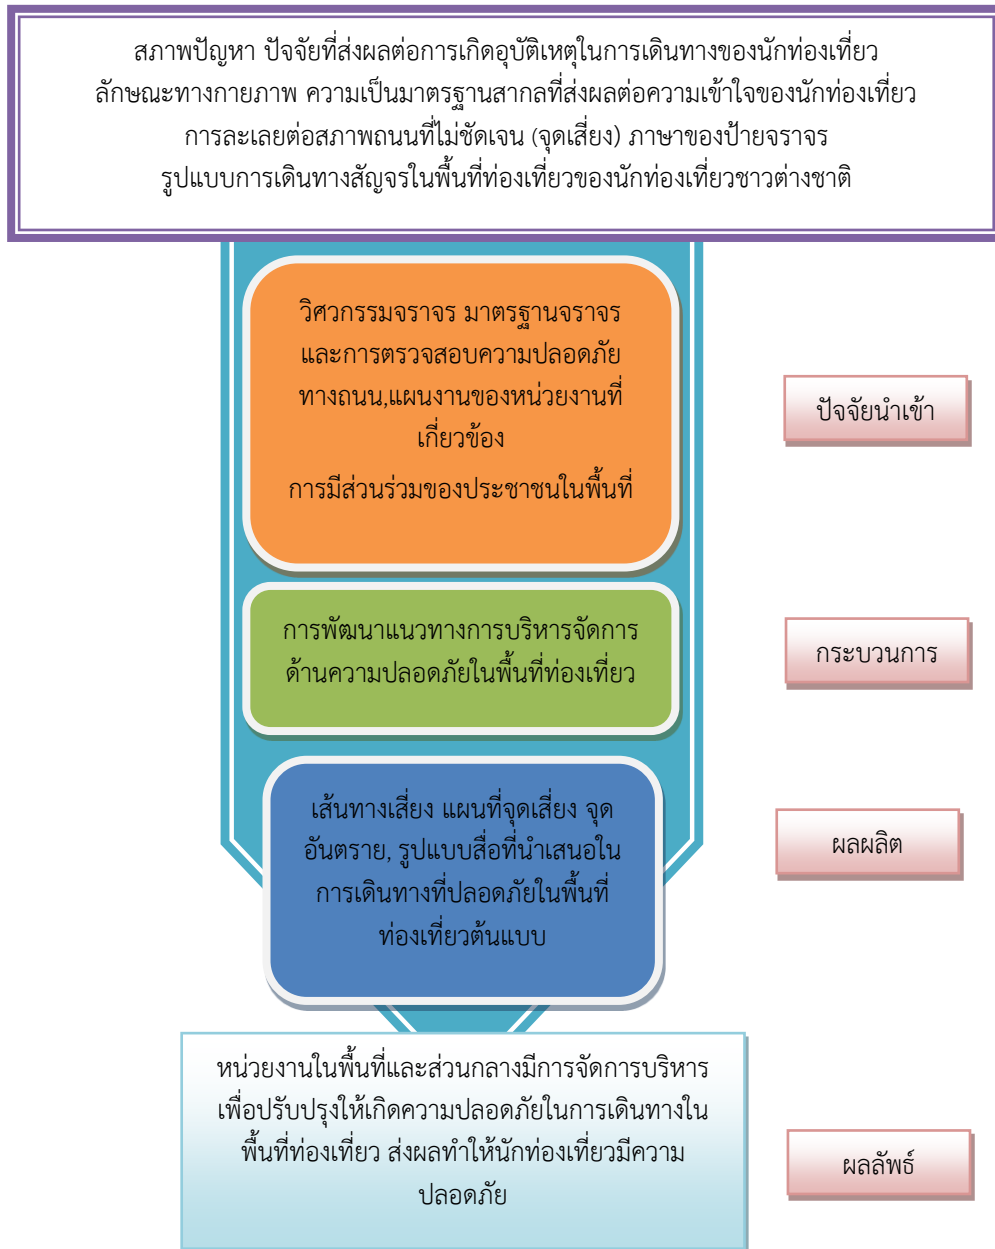 สภาพปัญหา ปัจจัยที่ส่งผลต่อการเกิดอุบัติเหตุในการเดินทางของนักท่องเที่ยว
ลักษณะทางกายภาพ ความเป็นมาตรฐานสากลที่ส่งผลต่อความเข้าใจของนักท่องเที่ยว
การละเลยต่อสภาพถนนที่ไม่ชัดเจน (จุดเสี่ยง) ภาษาของป้ายจราจร
รูปแบบการเดินทางสัญจรในพื้นที่ท่องเที่ยวของนักท่องเที่ยวชาวต่างชาติ
วิศวกรรมจราจร มาตรฐานจราจร
และการตรวจสอบความปลอดภัย
ทางถนน,แผนงานของหน่วยงานที่
เกี่ยวข้อง
การมีส่วนร่วมของประชาชนในพื้นที่
ปัจจัยนำเข้า
การพัฒนาแนวทางการบริหารจัดการ
ด้านความปลอดภัยในพื้นที่ท่องเที่ยว
กระบวนการ
เส้นทางเสี่ยง แผนที่จุดเสี่ยง จุด
อันตราย, รูปแบบสื่อที่นำเสนอใน
การเดินทางที่ปลอดภัยในพื้นที่
ท่องเที่ยวต้นแบบ
ผลผลิต
หน่วยงานในพื้นที่และส่วนกลางมีการจัดการบริหาร
เพื่อปรับปรุงให้เกิดความปลอดภัยในการเดินทางใน
พื้นที่ท่องเที่ยว ส่งผลทำให้นักท่องเที่ยวมีความ
ปลอดภัย
ผลลัพธ์